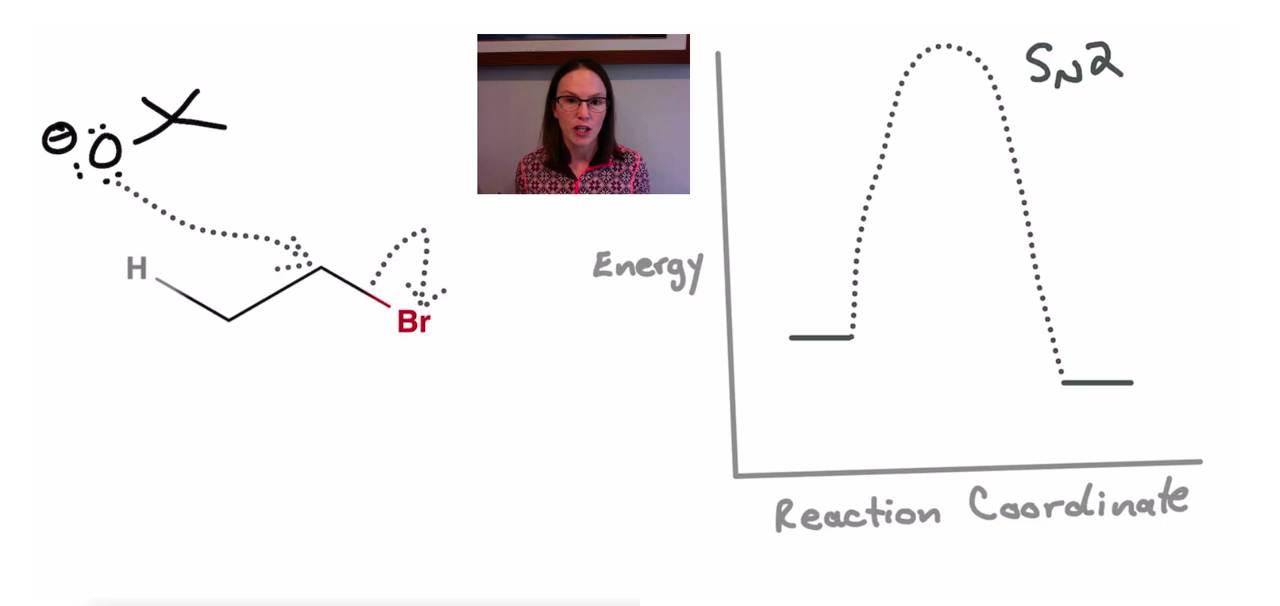 SN2
⊖ O
H
Br
Energy
Reaction Coordinate